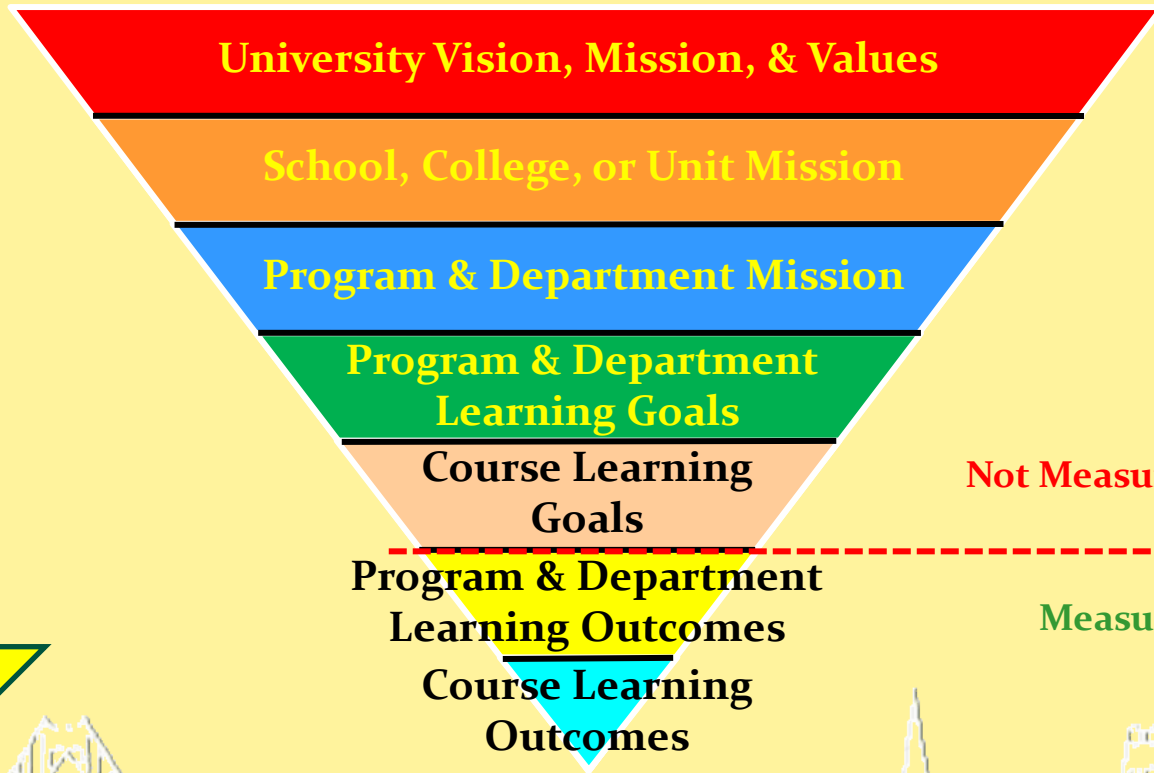 University Vision, Mission, & Values
School, College, or Unit Mission
Program & Department Mission
Program & Department
Learning Goals
Course Learning
Goals
Not Measu
Program & Department
Learning Outcomes
Measu
Course Learning
Outcomes